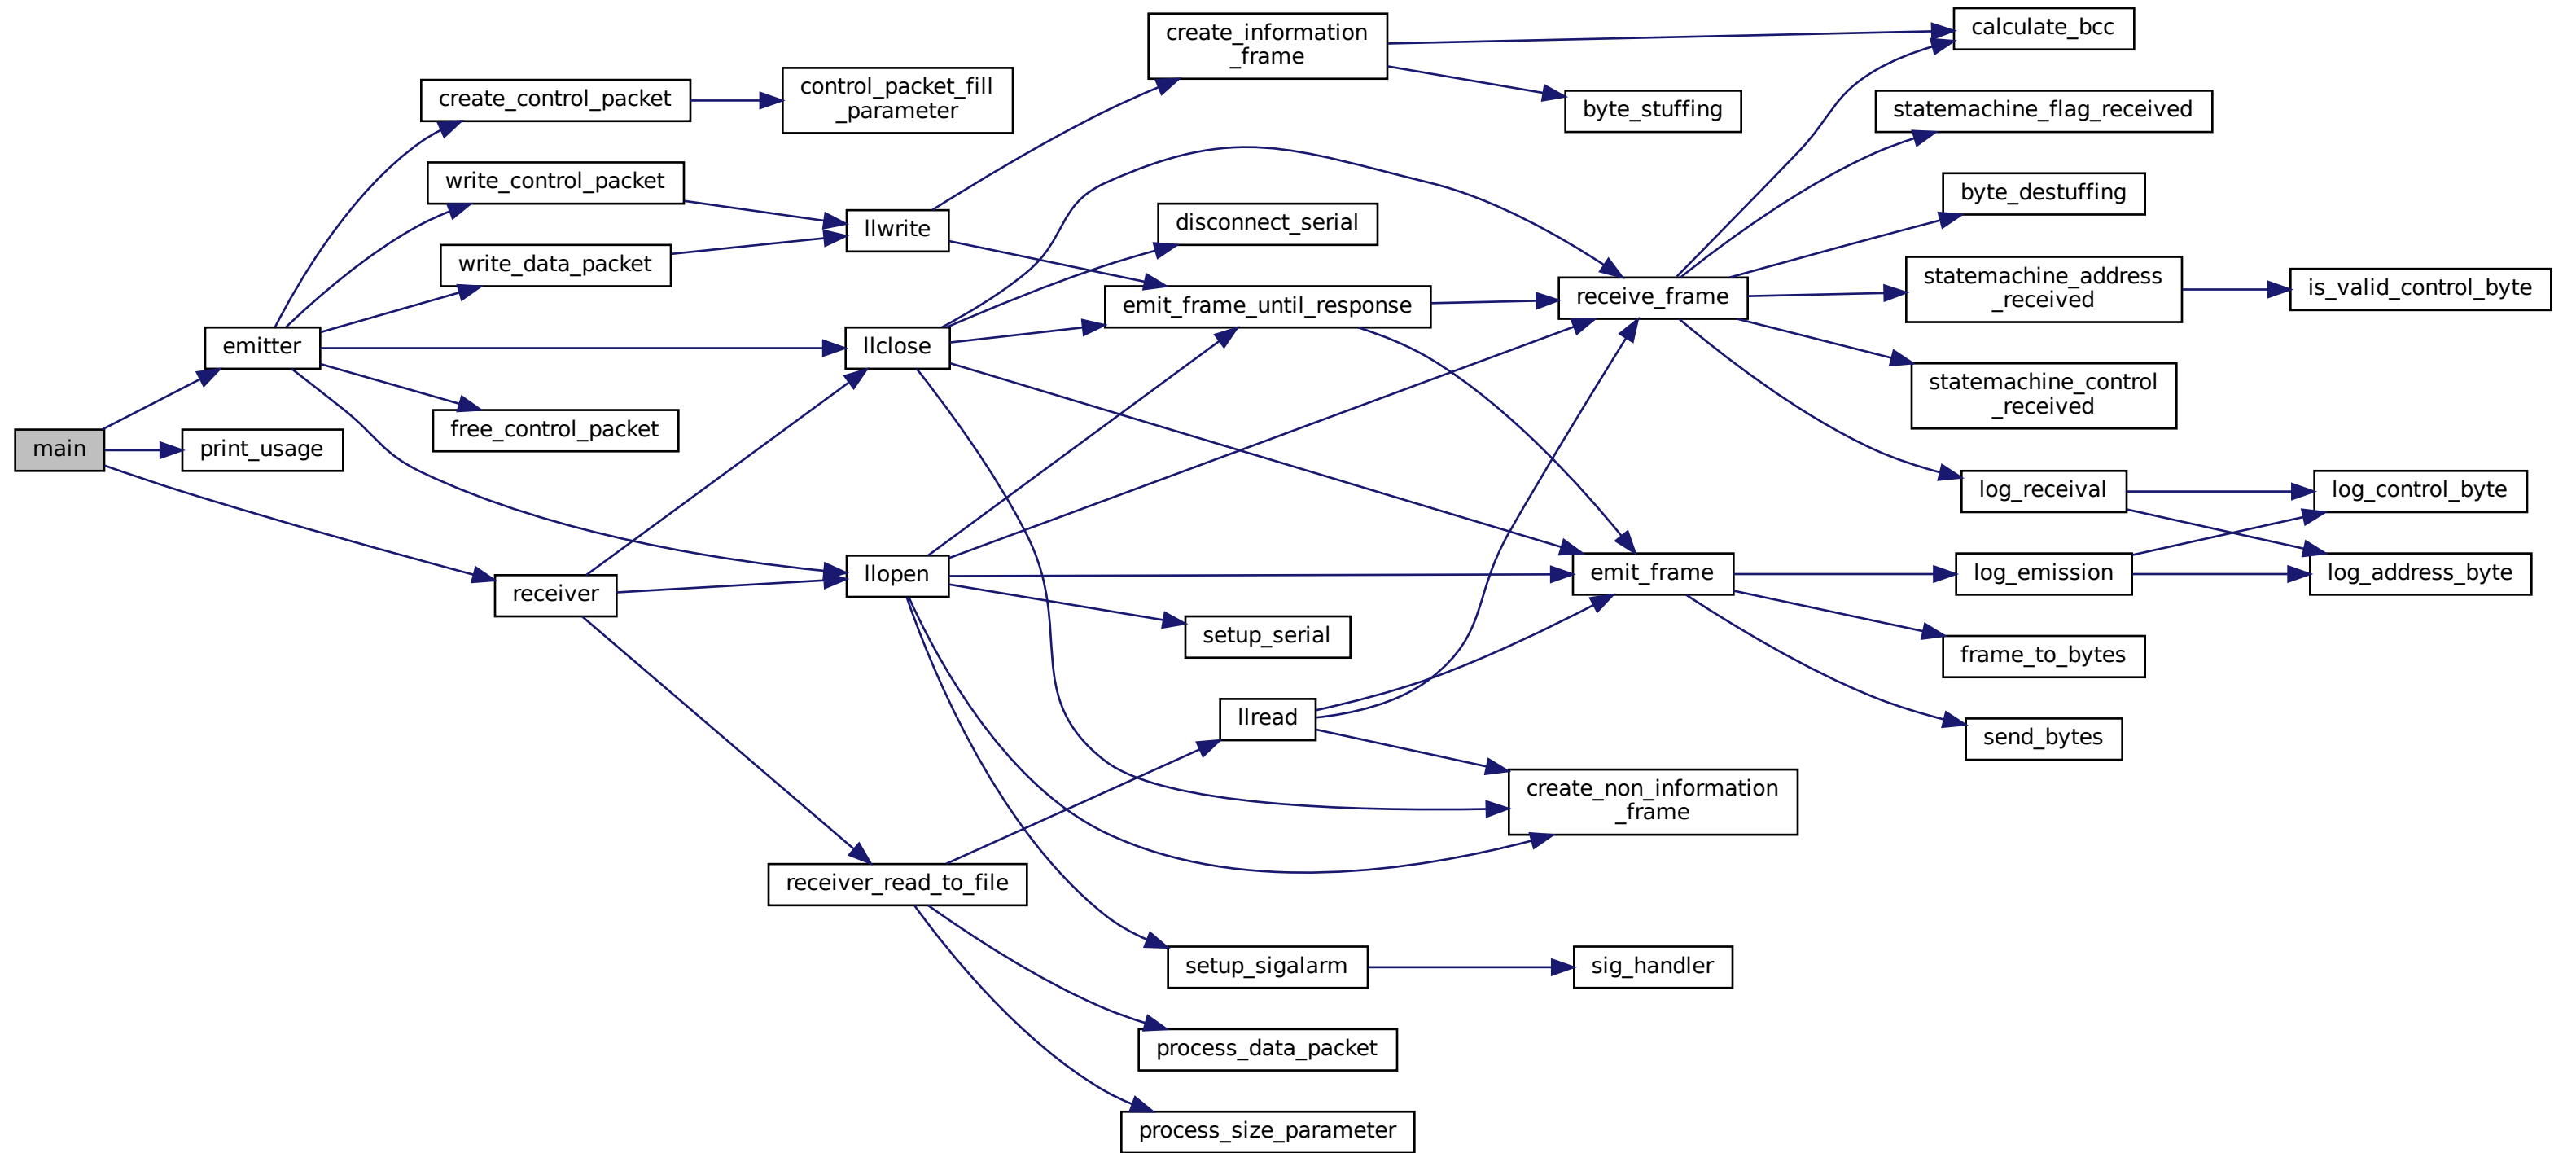 main
emitter
print_usage
receiver
create_control_packet
write_control_packet
write_data_packet
free_control_packet
control_packet_fill
_parameter
llwrite
llclose
llopen
receiver_read_to_file
create_information
_frame
disconnect_serial
emit_frame_until_response
setup_serial
llread
setup_sigalarm
process_data_packet
process_size_parameter
byte_stuffing
receive_frame
emit_frame
create_non_information
_frame
sig_handler
calculate_bcc
statemachine_flag_received
byte_destuffing
statemachine_address
_received
statemachine_control
_received
log_receival
log_emission
frame_to_bytes
send_bytes
is_valid_control_byte
log_control_byte
log_address_byte